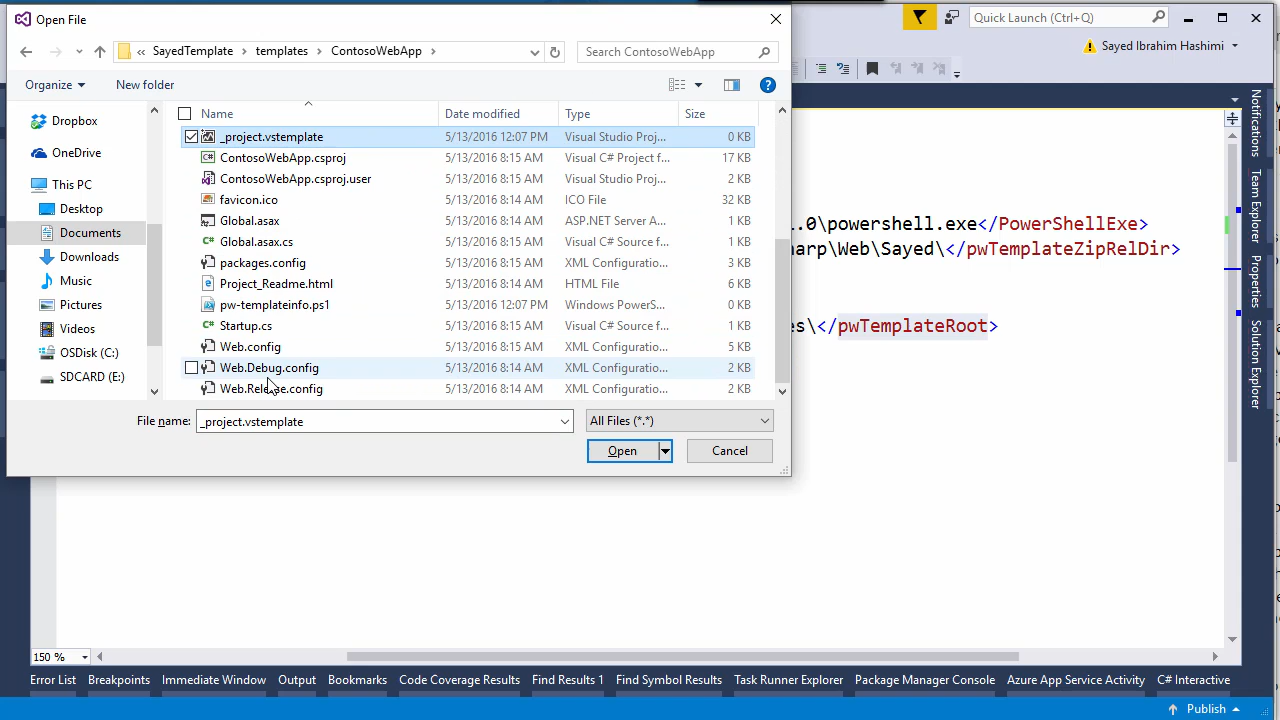 Open File
Quick Launch (Ctrl+Q)
« SayedTemplate > templates > ContosoWebApp >
Search ContosoWebApp
Sayed Ibrahim Hashimi
Organize
New folder
Name
Date modified
Type
Size
Dropbox
OneDrive
This PC
Desktop
Documents
Downloads
Music
Pictures
Videos
OSDisk (C:)
SDCARD (E:)
_project.vstemplate 5/13/2016 12:07 PM Visual Studio Proj... 0 KB
ContosoWebApp.csproj 5/13/2016 8:15 AM Visual C# Project f... 17 KB
ContosoWebApp.csproj.user 5/13/2016 8:15 AM Visual Studio Proj... 2 KB
favicon.ico 5/13/2016 8:14 AM ICO File 32 KB
Global.asax 5/13/2016 8:14 AM ASP.NET Server A... 1 KB
Global.asax.cs 5/13/2016 8:15 AM Visual C# Source f... 1 KB
packages.config 5/13/2016 8:14 AM XML Configuratio... 3 KB
Project_Readme.html 5/13/2016 8:14 AM HTML File 6 KB
pw-templateinfo.ps1 5/13/2016 12:07 PM Windows PowerS... 0 KB
Startup.cs 5/13/2016 8:15 AM Visual C# Source f... 1 KB
Web.config 5/13/2016 8:15 AM XML Configuratio... 5 KB
Web.Debug.config 5/13/2016 8:14 AM XML Configuratio... 2 KB
Web.Release.config 5/13/2016 8:14 AM XML Configuratio... 2 KB
File name: _project.vstemplate
All Files (*.*)
Open
Cancel
.0\powershell.exe</PowerShellExe>
arp\Web\Sayed\</pwTemplateZipRelDir>
s\</pwTemplateRoot>
Notifications
Team Explorer
Properties
Solution Explorer
150 %
Error List
Breakpoints
Immediate Window
Output
Bookmarks
Code Coverage Results
Find Results 1
Find Symbol Results
Task Runner Explorer
Package Manager Console
Azure App Service Activity
C# Interactive
Publish